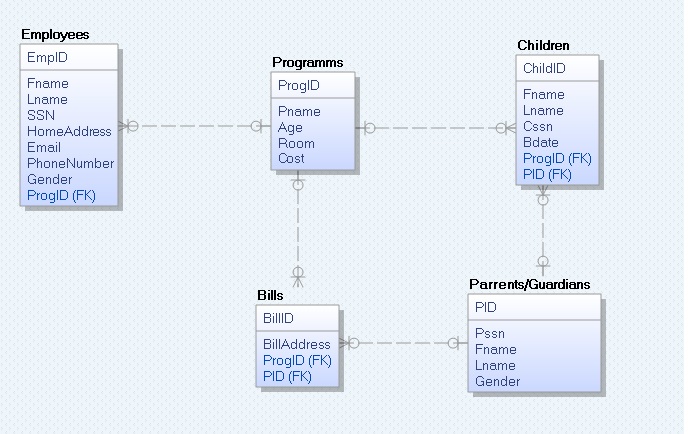 Employees
EmpID
Fname
Lname
SSN
HomeAddress
Email
PhoneNumber
Gender
ProgID (FK)
Programms
ProgID
Pname
Age
Room
Cost
Children
ChildID
Fname
Lname
Cssn
Bdate
ProgID (FK)
PID (FK)
Bills
BillID
BillAddress
ProgID (FK)
PID (FK)
Parrents/Guardians
PID
Pssn
Fname
Lname
Gender